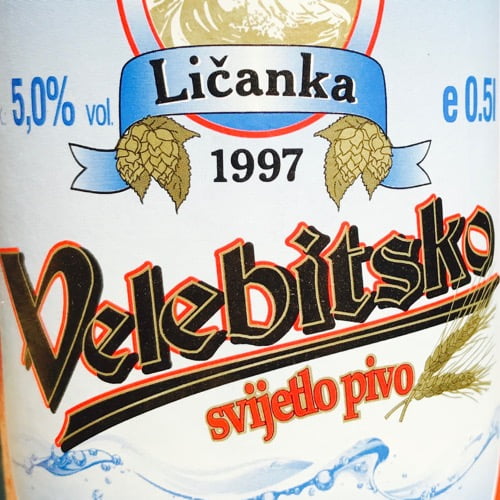 Ličanka
5,0% vol.
e 0.5l
1997
Velebitsko
svijetlo pivo